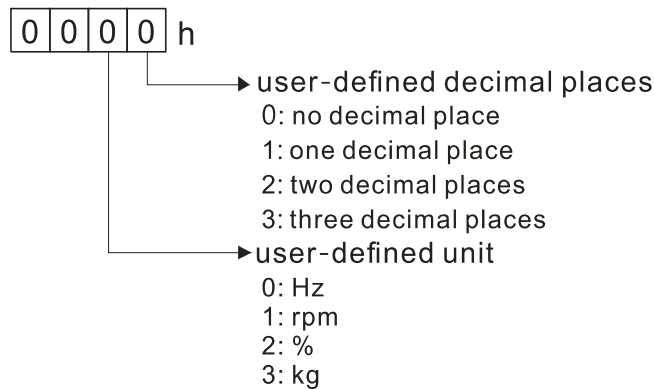 0 0 0 0 h
user-defined decimal places
0: no decimal place
1: one decimal place
2: two decimal places
3: three decimal places
user-defined unit
0: Hz
1: rpm
2: %
3: kg